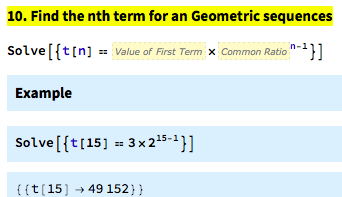 10. Find the nth term for an Geometric sequences
Solve[{t[n] == Value of First Term × Common Ratio^(n-1)}]
Example
Solve[{t[15] == 3×2^(15-1)}]
{{t[15] → 49 152}}